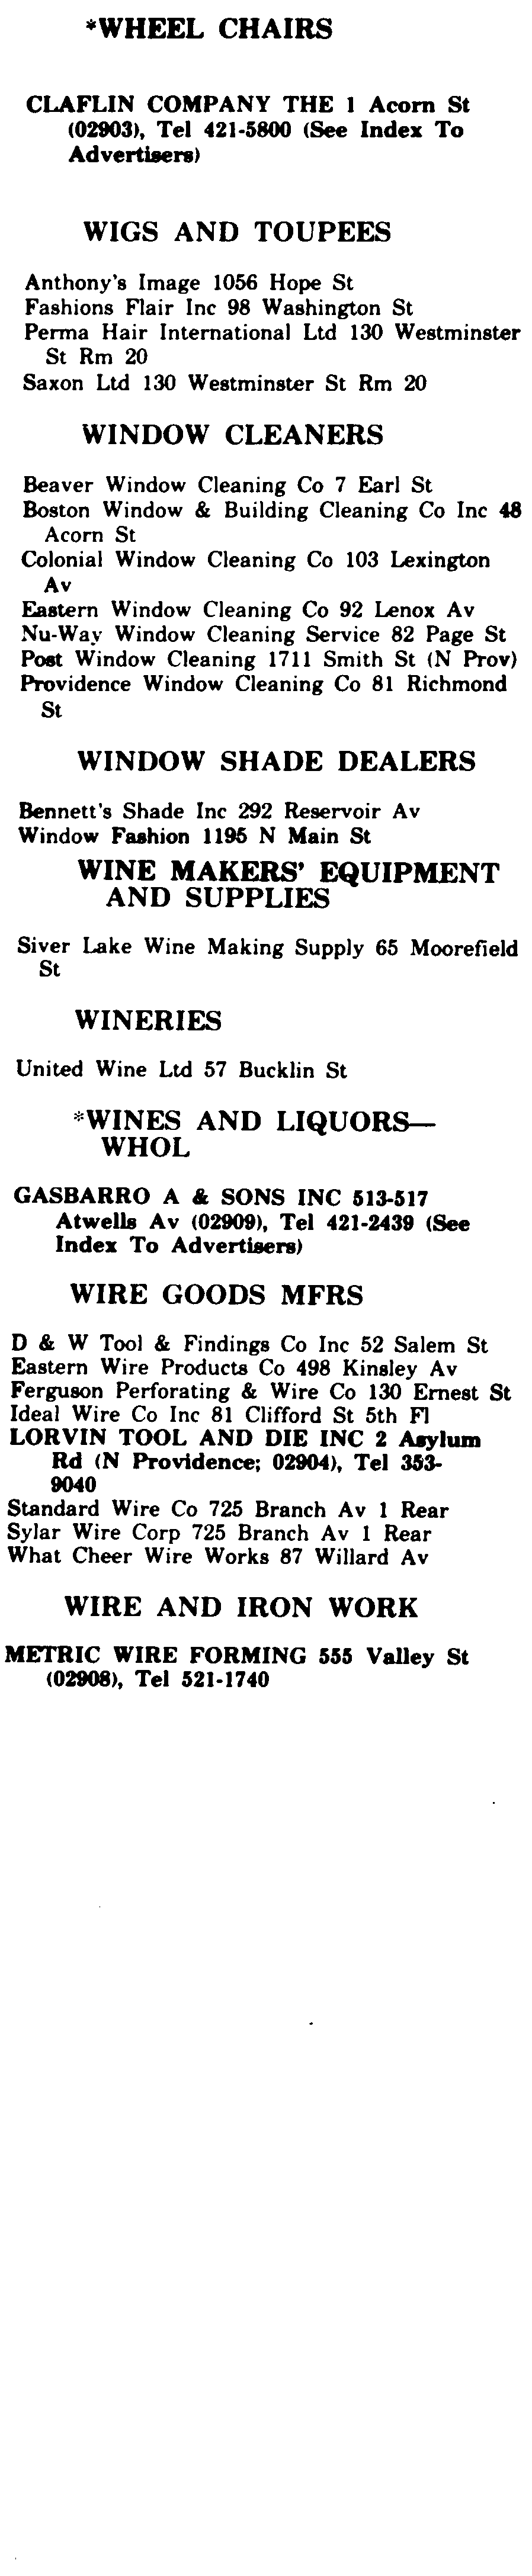 *WHEEL CHAIRS
CLAFLIN COMPANY THE 1 Acorn St
(02903), Tel 421-5800 (See Index To
Advertisers)
WIGS AND TOUPEES
Anthony's Image 1056 Hope St
Fashions Flair Inc 98 Washington St
Perma Hair International Ltd 130 Westminster
St Rm 20
Saxon Ltd 130 Westminster St Rm 20
WINDOW CLEANERS
Beaver Window Cleaning Co 7 Earl St
Boston Window & Building Cleaning Co Inc 48
Acorn St
Colonial Window Cleaning Co 103 Lexington
Av
Eastern Window Cleaning Co 92 Lenox Av
Nu-Way Window Cleaning Service 82 Page St
Post Window Cleaning 1711 Smith St (N Prov)
Providence Window Cleaning Co 81 Richmond
St
WINDOW SHADE DEALERS
Bennett's Shade Inc 292 Reservoir Av
Window Fashion 1195 N Main St
WINE MAKERS' EQUIPMENT
AND SUPPLIES
Siver Lake Wine Making Supply 65 Moorefield
St
WINERIES
United Wine Ltd 57 Bucklin St
*WINES AND LIQUORS—
WHOL
GASBARRO A & SONS INC 513-517
Atwells Av (02909), Tel 421-2439 (See
Index To Advertisers)
WIRE GOODS MFRS
D & W Tool & Findings Co Inc 52 Salem St
Eastern Wire Products Co 498 Kinsley Av
Ferguson Perforating & Wire Co 130 Ernest St
Ideal Wire Co Inc 81 Clifford St 5th Fl
LORVIN TOOL AND DIE INC 2 Asylum
Rd (N Providence; 02904), Tel 353-
9040
Standard Wire Co 725 Branch Av 1 Rear
Sylar Wire Corp 725 Branch Av 1 Rear
What Cheer Wire Works 87 Willard Av
WIRE AND IRON WORK
METRIC WIRE FORMING 555 Valley St
(02908), Tel 521-1740